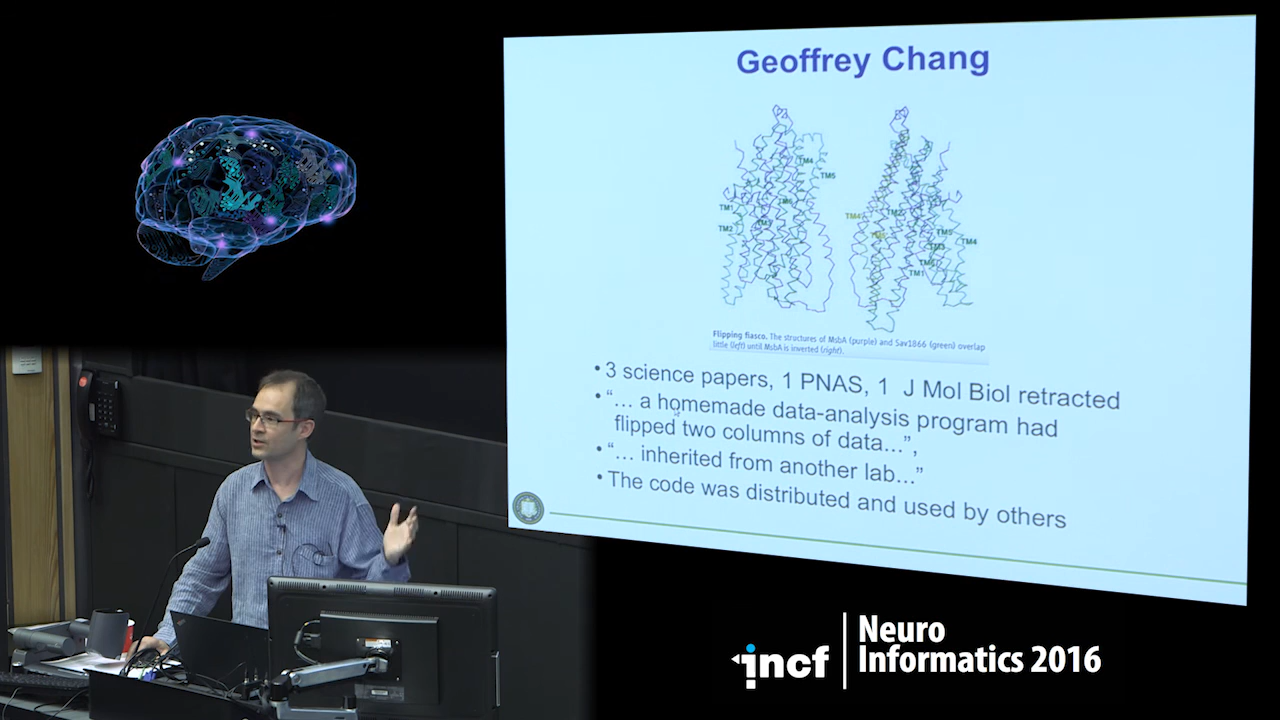 Geoffrey Chang
TM4
TM5
TM1
TM2
TM4
TM5
TM4
TM1
Flipping fiasco. The structures of MsbA (purple) and Sav1866 (green) overlap
little (left) until MsbA is inverted (right).
• 3 science papers, 1 PNAS, 1 J Mol Biol retracted
• “… a homemade data-analysis program had
flipped two columns of data…”,
• “… inherited from another lab…”
• The code was distributed and used by others
incf
Neuro
Informatics 2016